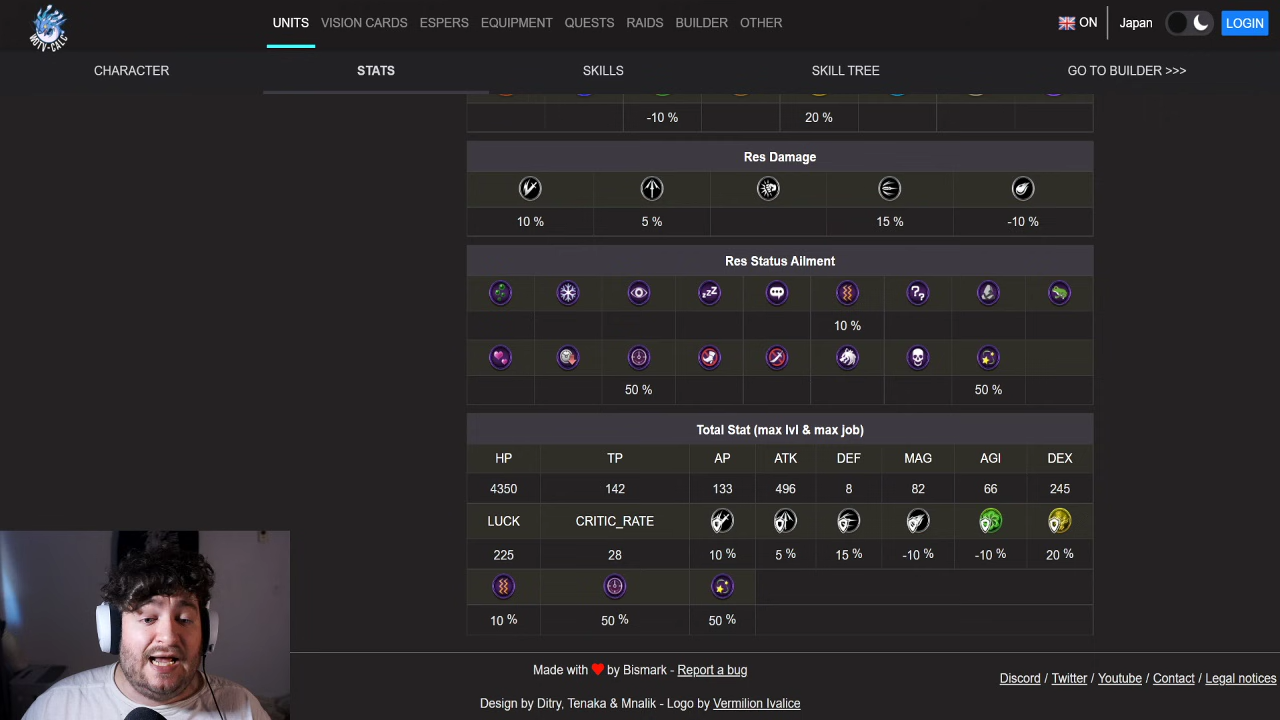 UNITS VISION CARDS ESPERS EQUIPMENT QUESTS RAIDS BUILDER OTHER ON Japan LOGIN
WOTV-CALC
CHARACTER STATS SKILLS SKILL TREE GO TO BUILDER >>>
-10 % 20 %
Res Damage
10 % 5 % 15 % -10 %
Res Status Ailment
zZZ ??
10 %
50 % 50 %
Total Stat (max lvl & max job)
HP TP AP ATK DEF MAG AGI DEX
4350 142 133 496 8 82 66 245
LUCK CRITIC_RATE
225 28 10 % 5 % 15 % -10 % -10 % 20 %
10 % 50 % 50 %
Made with ❤ by Bismark - Report a bug
Discord / Twitter / Youtube / Contact / Legal notices
Design by Ditry, Tenaka & Mnalik - Logo by Vermilion Ivalice